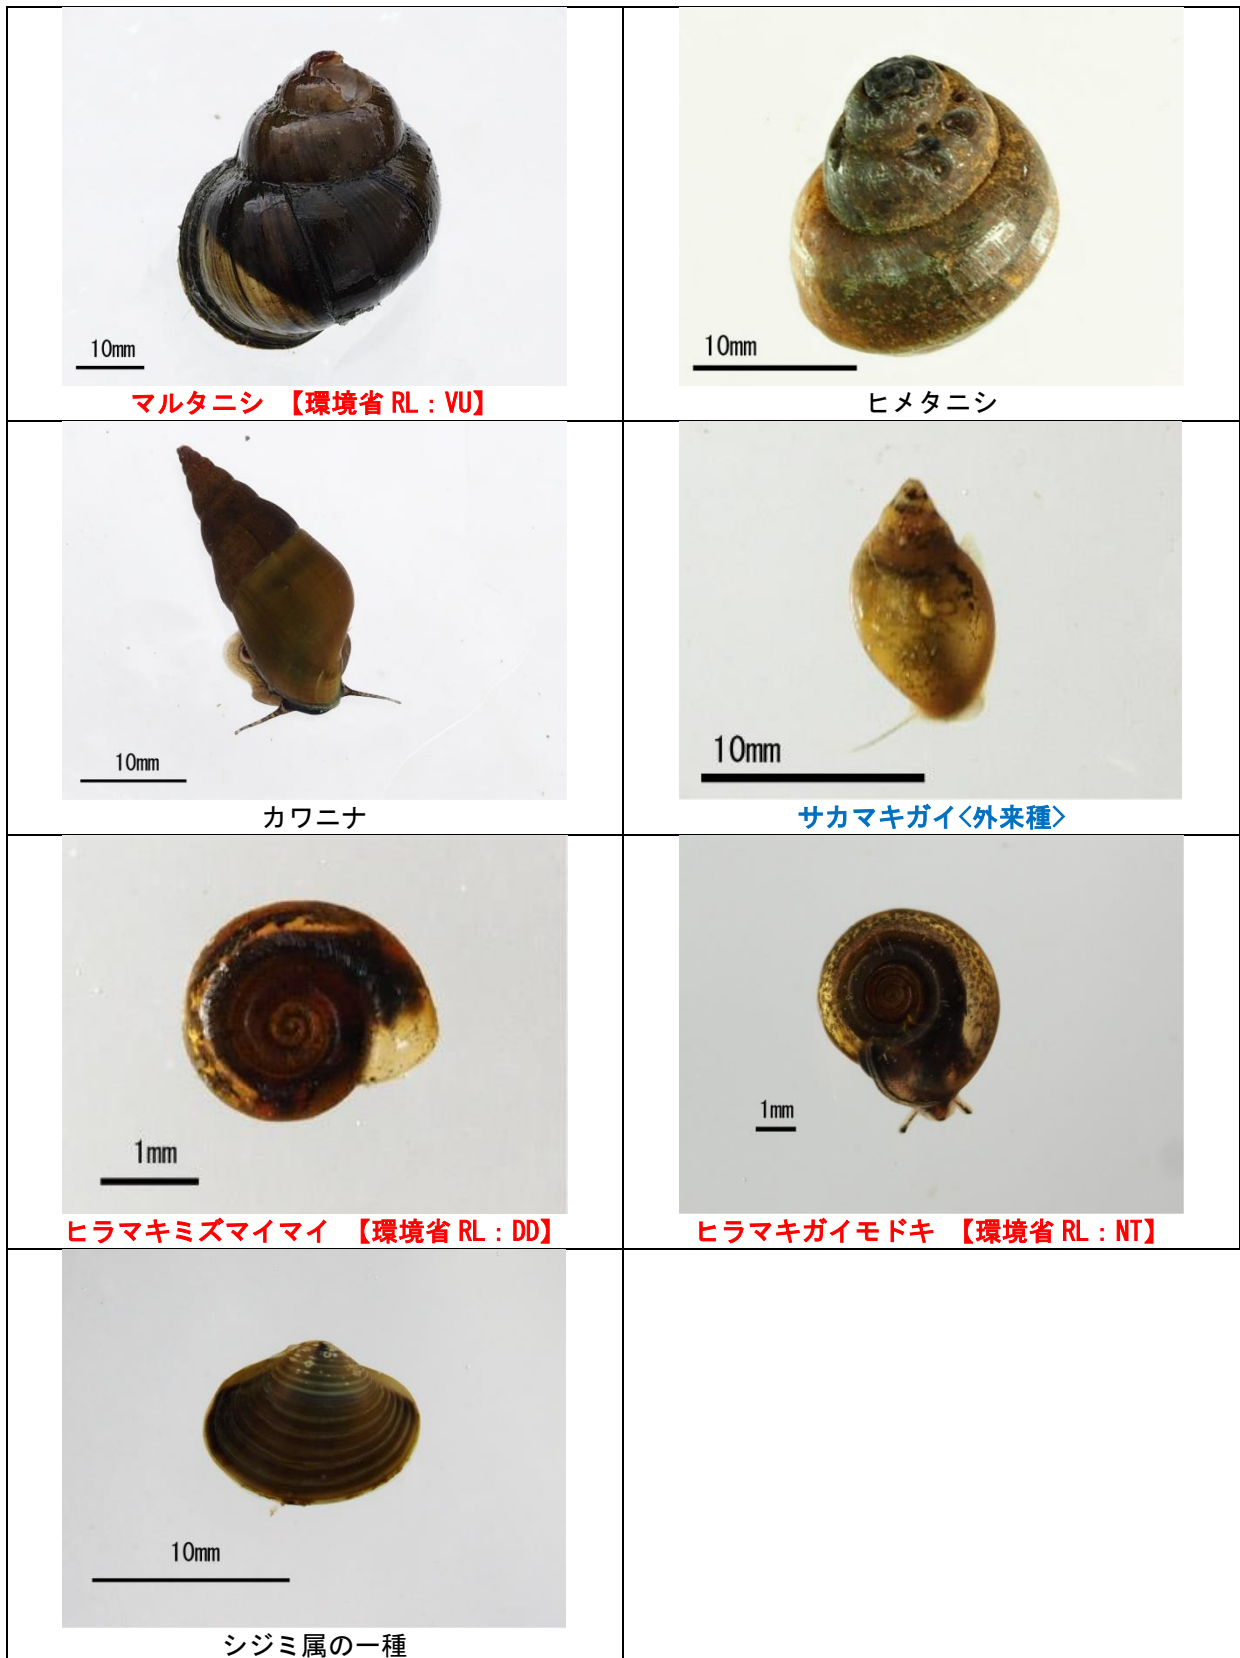 10mm
10mm
マルタニシ 【環境省 RL：VU】
ヒメタニシ
10mm
10mm
カワニナ
サカマキガイ<外来種>
1mm
1mm
ヒラマキミズマイマイ 【環境省 RL：DD】
ヒラマキガイモドキ 【環境省 RL：NT】
10mm
シジミ属の一種